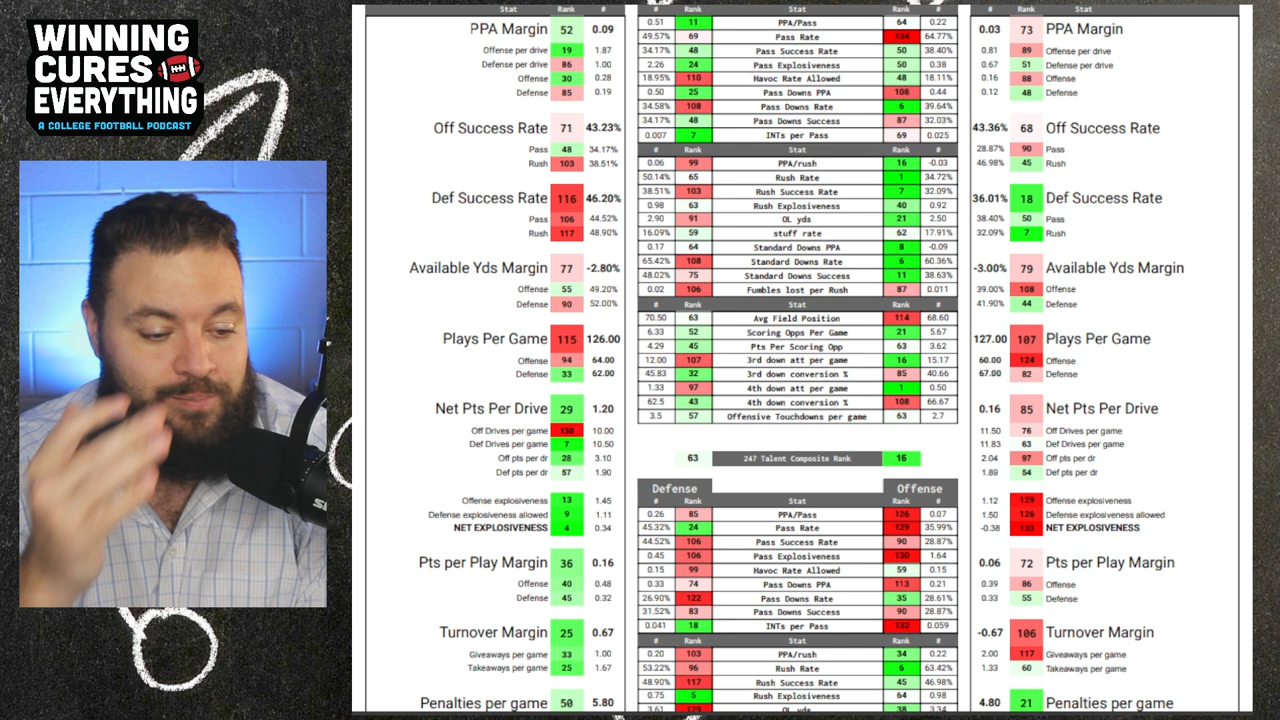 WINNING
CURES
EVERYTHING
A COLLEGE FOOTBALL PODCAST
Stat Rank #
PPA Margin 52 0.09
Offense per drive 19 1.87
Defense per drive 86 1.00
Offense 30 0.28
Defense 85 0.19
Off Success Rate 71 43.23%
Pass 48 34.17%
Rush 103 38.51%
Def Success Rate 116 46.20%
Pass 106 44.52%
Rush 117 48.90%
Available Yds Margin 77 -2.80%
Offense 55 49.20%
Defense 90 52.00%
Plays Per Game 115 126.00
Offense 94 64.00
Defense 33 62.00
Net Pts Per Drive 29 1.20
Off Drives per game 130 10.00
Def Drives per game 7 10.50
Off pts per dr 28 3.10
Def pts per dr 57 1.90
Offense explosiveness 13 1.45
Defense explosiveness allowed 9 1.11
NET EXPLOSIVENESS 4 0.34
Pts per Play Margin 36 0.16
Offense 40 0.48
Defense 45 0.32
Turnover Margin 25 0.67
Giveaways per game 33 1.00
Takeaways per game 25 1.67
Penalties per game 50 5.80
# Rank Stat Rank #
0.51 11 PPA/Pass 64 0.22
49.57% 69 Pass Rate 64.77%
34.17% 48 Pass Success Rate 50 38.40%
2.26 24 Pass Explosiveness 50 0.38
18.95% 110 Havoc Rate Allowed 48 18.11%
0.50 25 Pass Downs PPA 108 0.44
34.58% 108 Pass Downs Rate 6 39.64%
34.17% 48 Pass Downs Success 87 32.03%
0.007 7 INTs per Pass 69 0.025
# Rank Stat Rank #
0.06 99 PPA/rush 16 -0.03
50.14% 65 Rush Rate 1 34.72%
38.51% 103 Rush Success Rate 7 32.09%
0.98 63 Rush Explosiveness 40 0.92
2.90 91 OL yds 21 2.50
16.09% 59 stuff rate 62 17.91%
0.17 64 Standard Downs PPA 8 -0.09
65.42% 108 Standard Downs Rate 6 60.36%
48.02% 75 Standard Downs Success 11 38.63%
0.02 106 Fumbles lost per Rush 87 0.011
# Rank Stat Rank #
70.50 63 Avg Field Position 114 68.60
6.33 52 Scoring Opps Per Game 21 5.67
4.29 45 Pts Per Scoring Opp 63 3.62
12.00 107 3rd down att per game 16 15.17
45.83 32 3rd down conversion % 85 40.66
1.33 97 4th down att per game 1 0.50
62.5 43 4th down conversion % 108 66.67
3.5 57 Offensive Touchdowns per game 63 2.7
63 247 Talent Composite Rank 16
Defense Offense
# Rank Stat Rank #
0.26 85 PPA/Pass 126 0.07
45.32% 24 Pass Rate 129 35.99%
44.52% 106 Pass Success Rate 90 28.87%
0.45 106 Pass Explosiveness 130 1.64
0.15 99 Havoc Rate Allowed 59 0.15
0.33 74 Pass Downs PPA 113 0.21
26.90% 122 Pass Downs Rate 35 28.61%
31.52% 83 Pass Downs Success 90 28.87%
0.041 18 INTs per Pass 132 0.059
# Rank Stat Rank #
0.20 103 PPA/rush 34 0.22
53.22% 96 Rush Rate 6 63.42%
48.90% 117 Rush Success Rate 45 46.98%
0.75 5 Rush Explosiveness 64 0.98
3.61 129 OL yds 38 3.34
# Rank Stat
0.03 73 PPA Margin
0.81 89 Offense per drive
0.67 51 Defense per drive
0.16 88 Offense
0.12 48 Defense
43.36% 68 Off Success Rate
28.87% 90 Pass
46.98% 45 Rush
36.01% 18 Def Success Rate
38.40% 50 Pass
32.09% 7 Rush
-3.00% 79 Available Yds Margin
39.00% 108 Offense
41.90% 44 Defense
127.00 107 Plays Per Game
60.00 124 Offense
67.00 82 Defense
0.16 85 Net Pts Per Drive
11.50 76 Off Drives per game
11.83 63 Def Drives per game
2.04 97 Off pts per dr
1.89 54 Def pts per dr
1.12 129 Offense explosiveness
1.50 126 Defense explosiveness allowed
-0.38 133 NET EXPLOSIVENESS
0.06 72 Pts per Play Margin
0.39 86 Offense
0.33 55 Defense
-0.67 106 Turnover Margin
2.00 117 Giveaways per game
1.33 60 Takeaways per game
4.80 21 Penalties per game